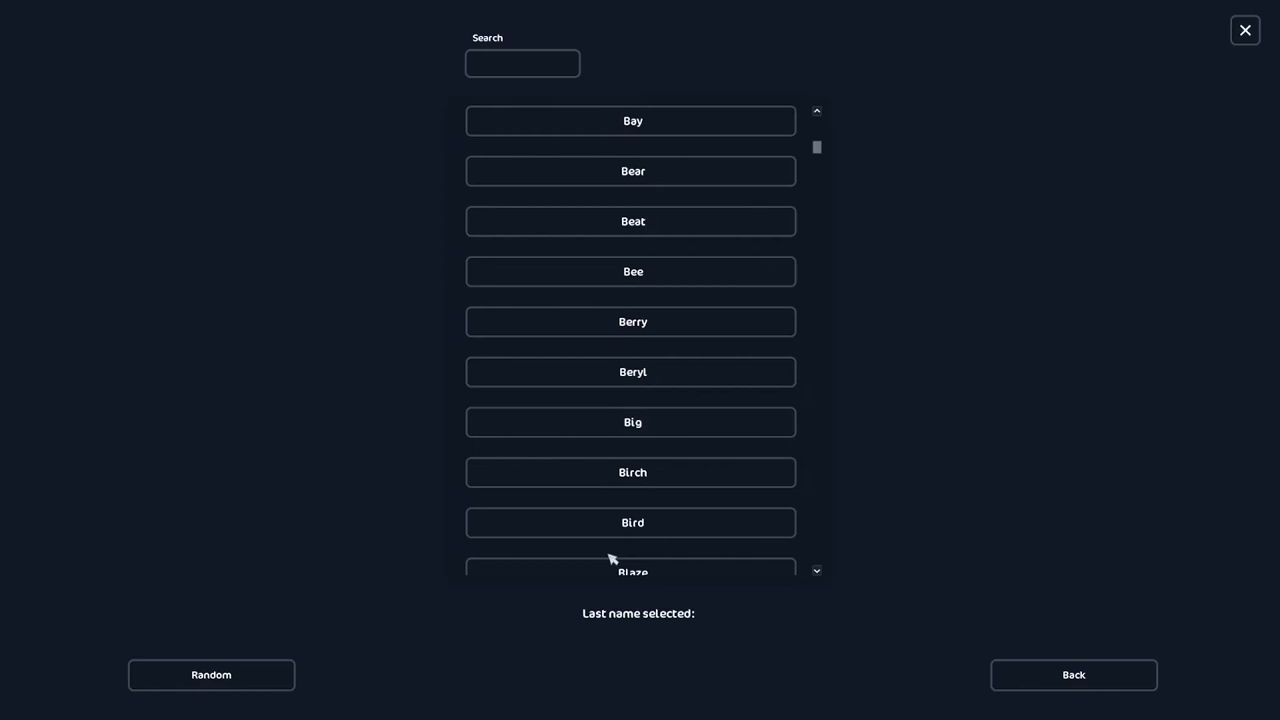 Search
Bay
Bear
Beat
Bee
Berry
Beryl
Big
Birch
Bird
Blaze
Last name selected:
Random
Back